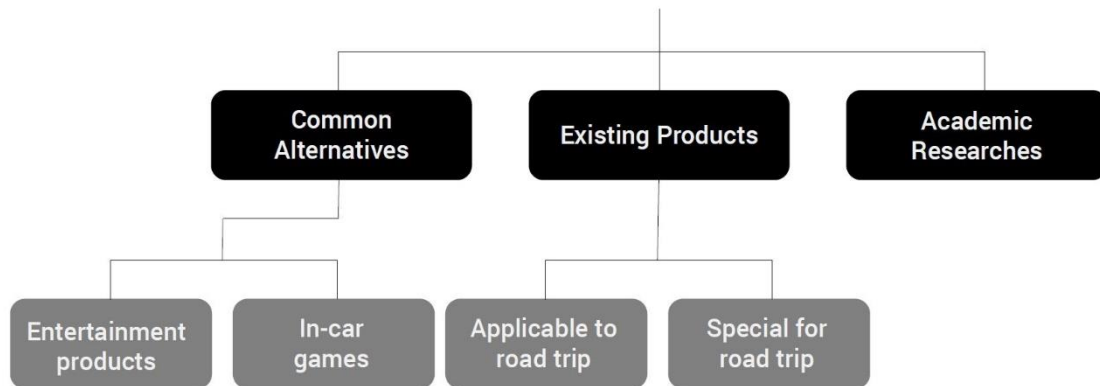 Common
Alternatives
Existing Products
Academic
Researches
Entertainment
products
In-car
games
Applicable to
road trip
Special for
road trip